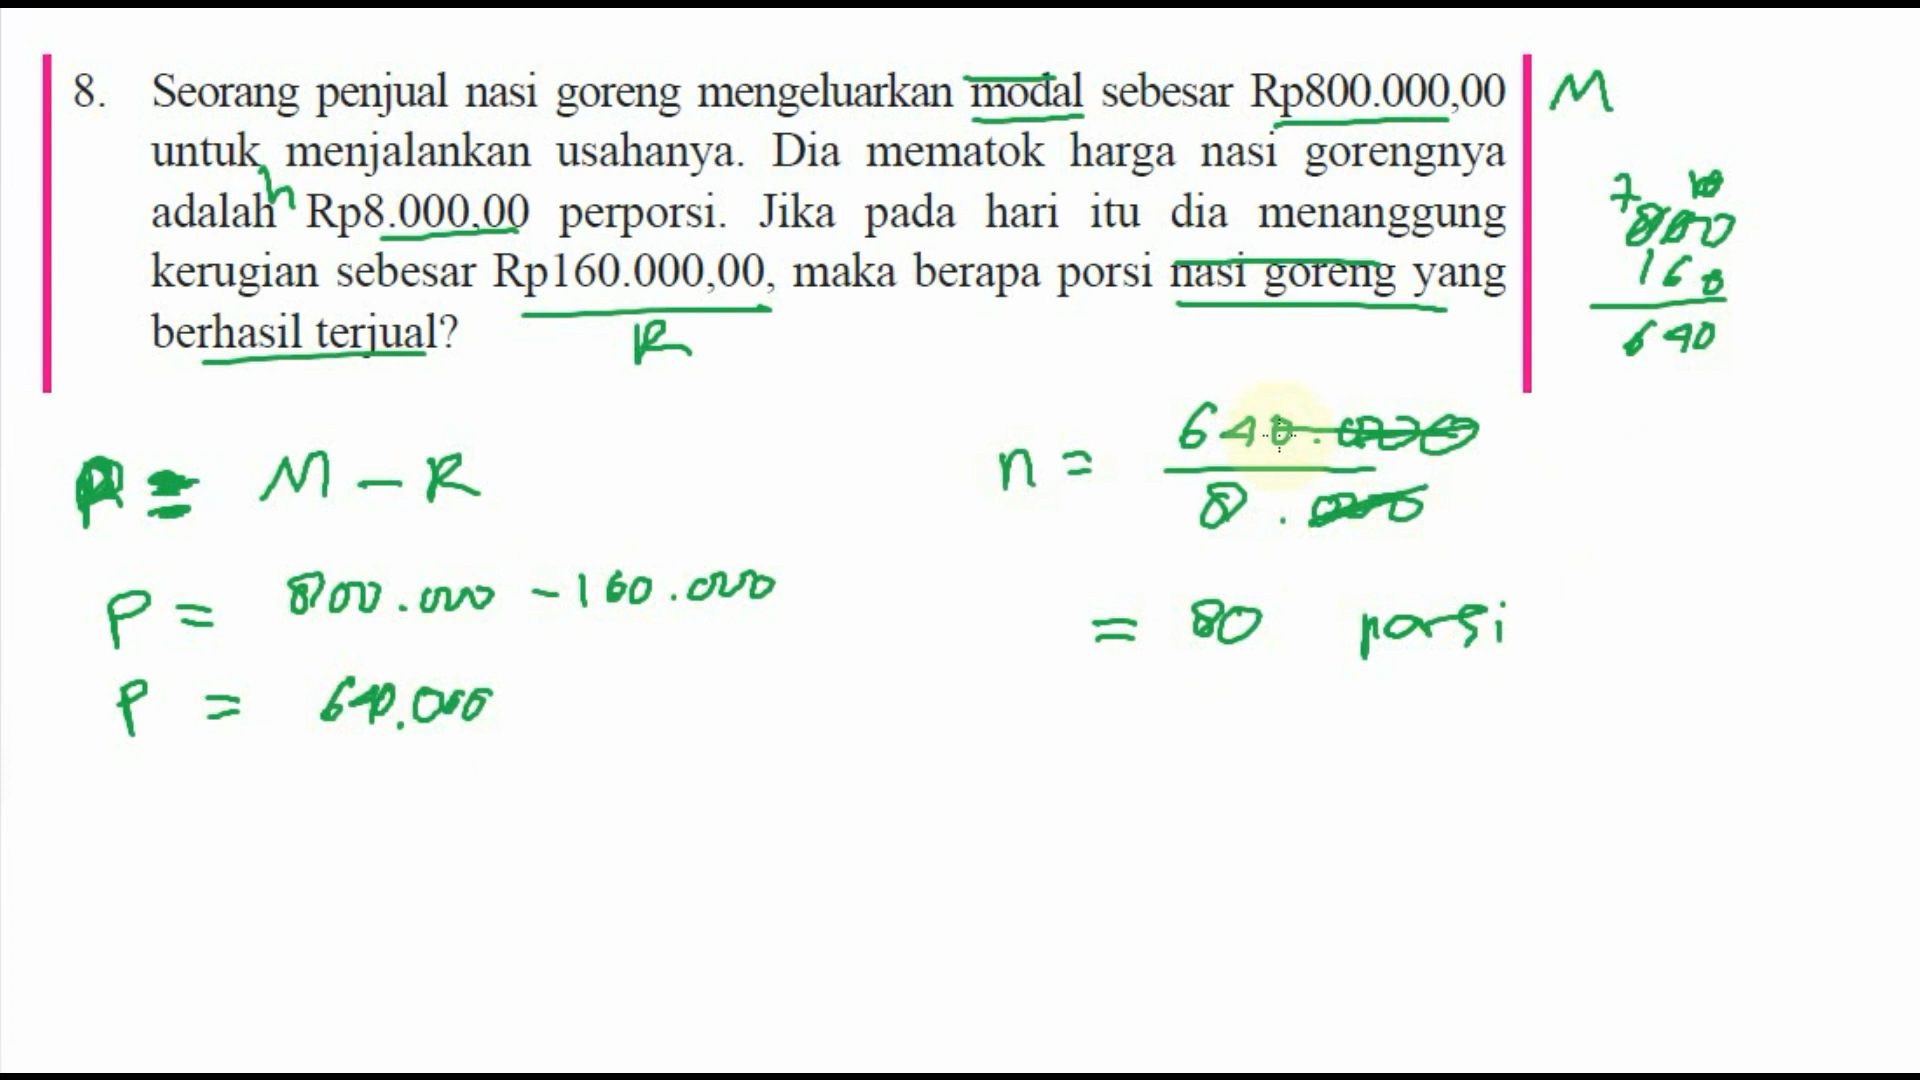 8. Seorang penjual nasi goreng mengeluarkan modal sebesar Rp800.000,00
untuk menjalankan usahanya. Dia mematok harga nasi gorengnya
adalah Rp8.000,00 perporsi. Jika pada hari itu dia menanggung
kerugian sebesar Rp160.000,00, maka berapa porsi nasi goreng yang
berhasil terjual?
M
h
R
7 10
800
160
640
P = M - R
P = 800.000 - 160.000
P = 640.000
n = 640.000
8.000
= 80 porsi